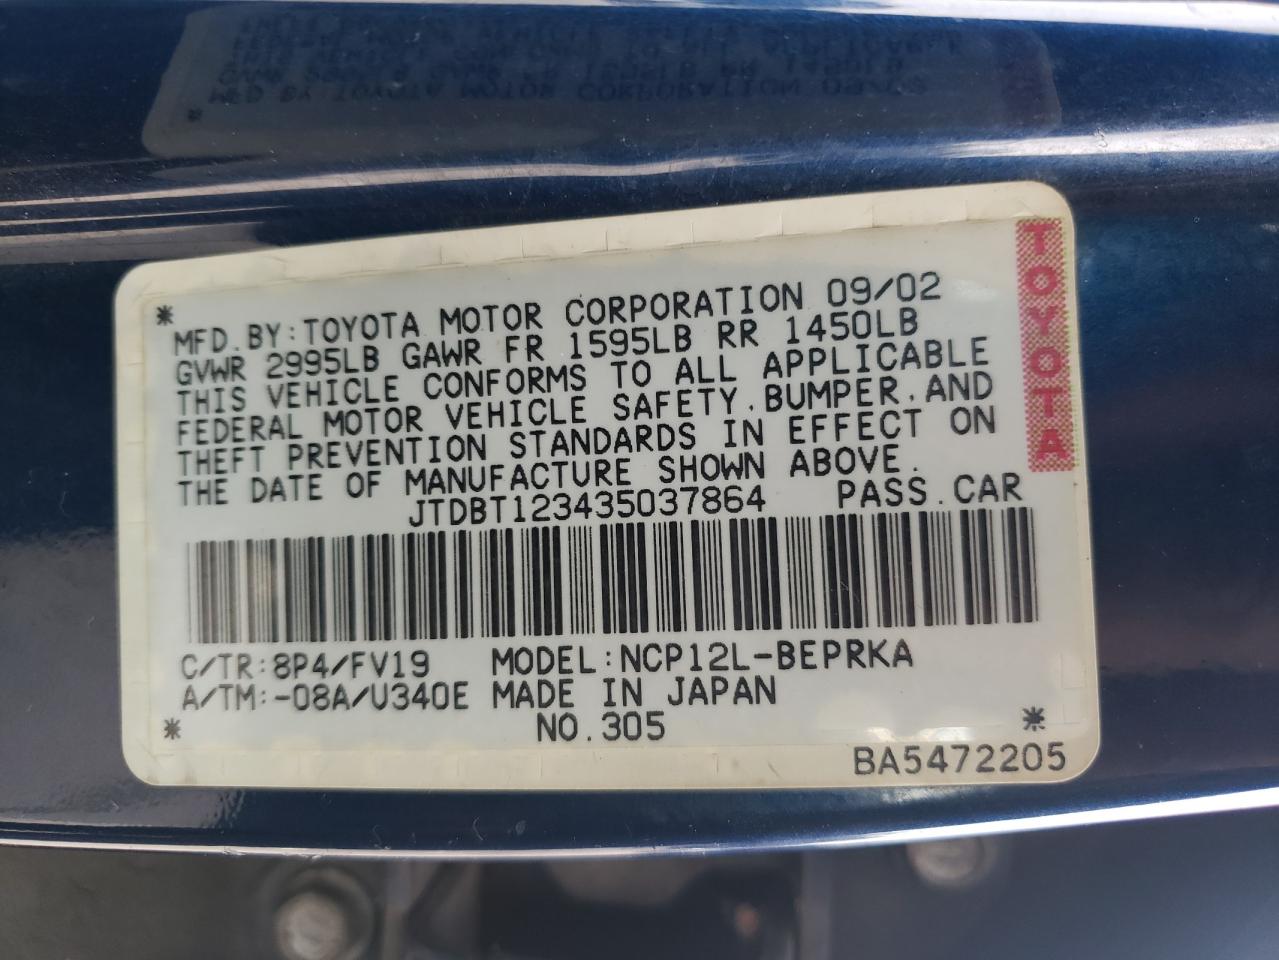 MFD.BY:TOYOTA MOTOR CORPORATION 09/02
GVWR 2995LB GAWR FR 1595LB RR 1450LB
THIS VEHICLE CONFORMS TO ALL APPLICABLE
FEDERAL MOTOR VEHICLE SAFETY,BUMPER,AND
THEFT PREVENTION STANDARDS IN EFFECT ON
THE DATE OF MANUFACTURE SHOWN ABOVE.
JTDBT123435037864 PASS.CAR
C/TR:8P4/FV19 MODEL:NCP12L-BEPRKA
A/TM:-08A/U340E MADE IN JAPAN
NO.305
BA5472205
TOYOTA